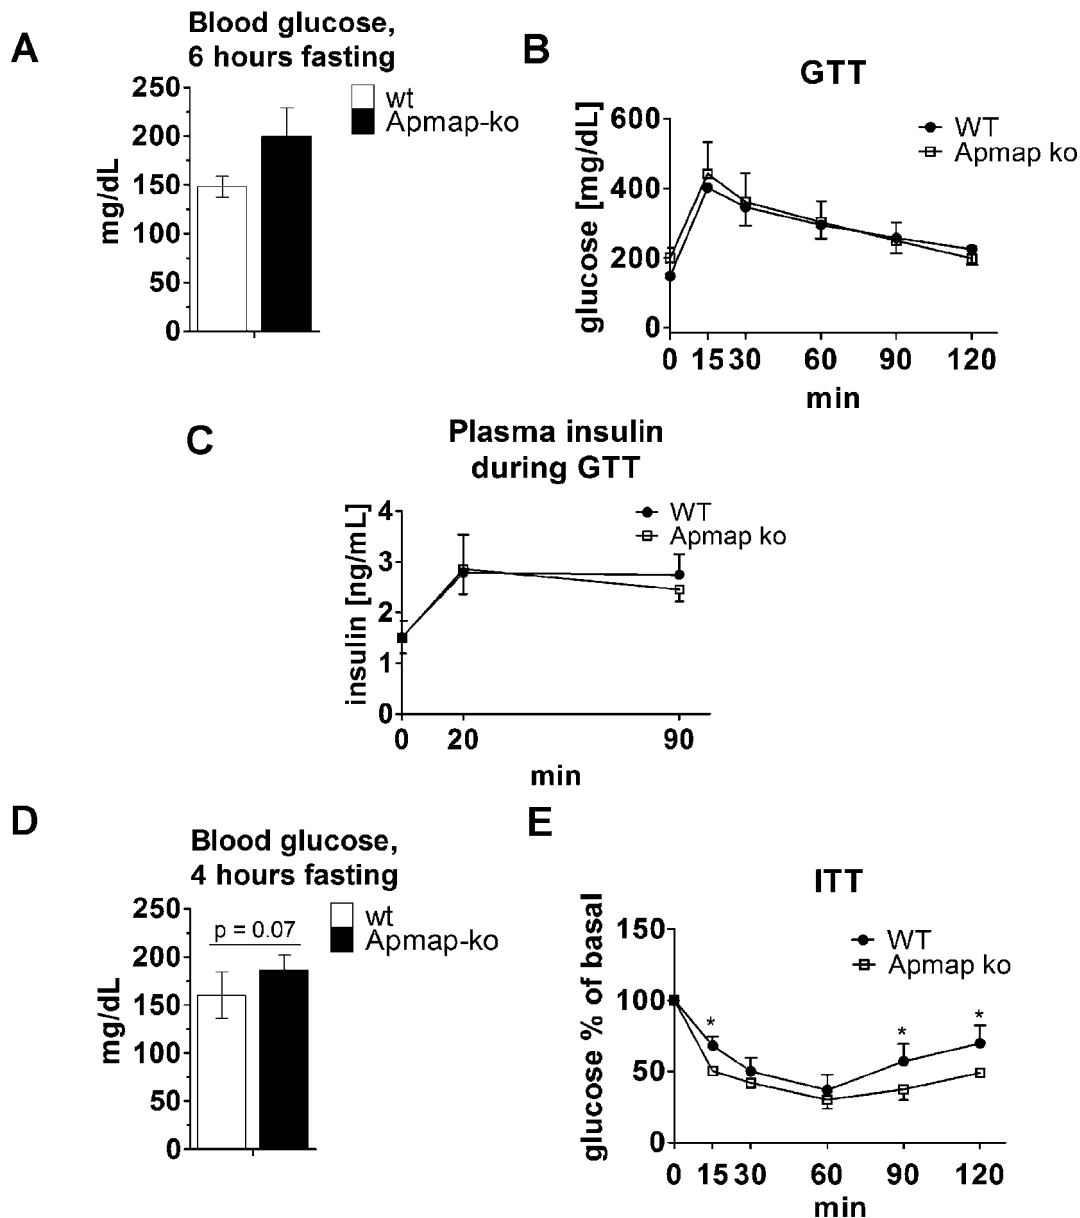 A
Blood glucose,
6 hours fasting
250
200
150
100
50
0
mg/dL
wt
Apmap-ko
B
GTT
600
400
200
0
glucose [mg/dL]
WT
Apmap ko
0 15 30 60 90 120
min
C
Plasma insulin
during GTT
4
3
2
1
0
insulin [ng/mL]
WT
Apmap ko
0 20 90
min
D
Blood glucose,
4 hours fasting
250
200
150
100
50
0
mg/dL
p = 0.07
wt
Apmap-ko
E
ITT
150
100
50
0
glucose % of basal
WT
Apmap ko
* * *
0 15 30 60 90 120
min